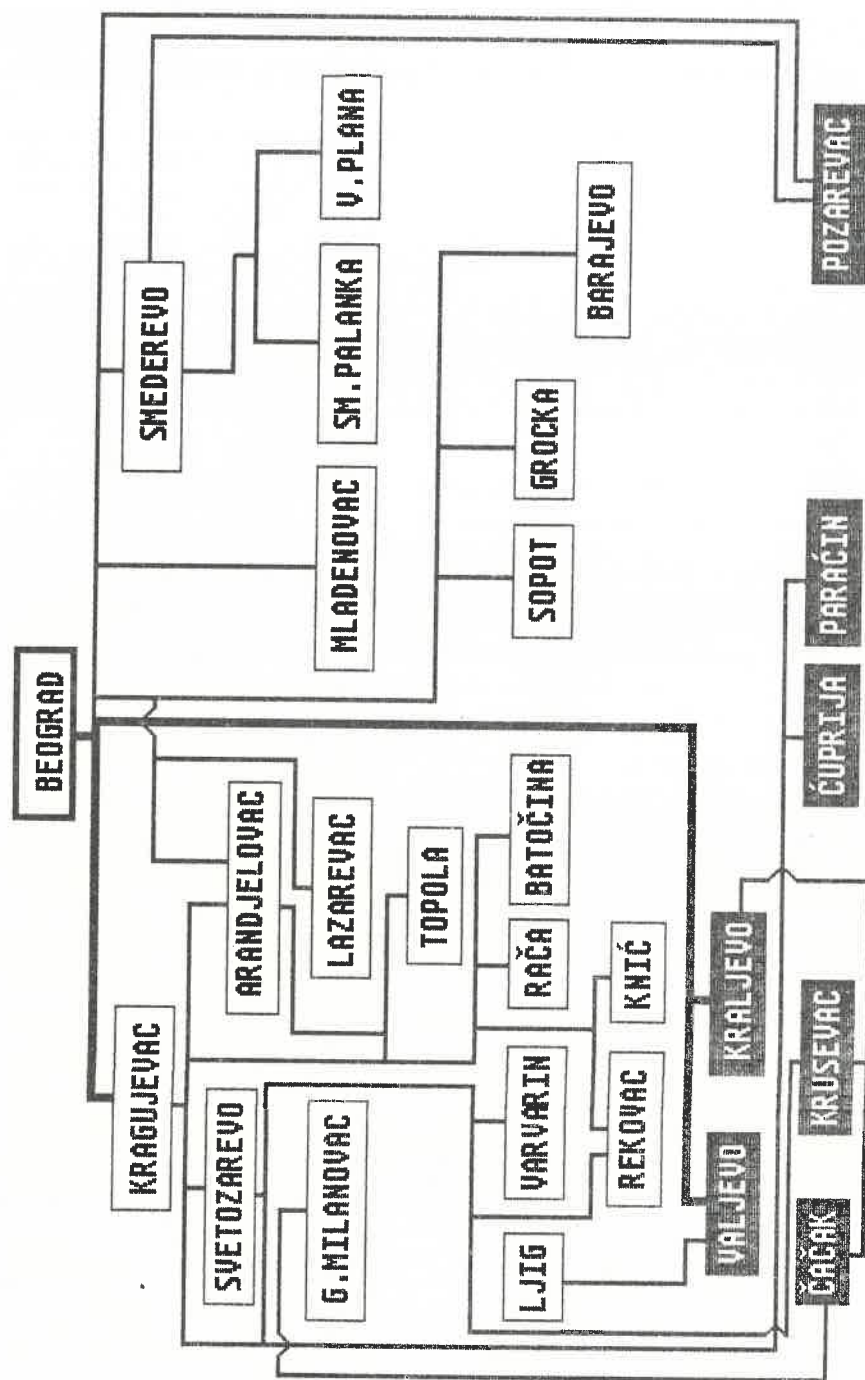 BEOGRAD
KRAGUJEVAC
SMEDEREVO
SVETOZAREVO
ARANDJELOVAC
G.MILANOVAC
LAZAREVAC
MLADENOVAC
SM.PALANKA
V.PLANA
TOPOLA
LJIG
VARVARIN
RAČA
BATOČINA
SOPOT
GROCKA
REKOVAC
KNIĆ
BARAJEVO
VALJEVO
KRALJEVO
ČAČAK
KRUSEVAC
ĆUPRIJA
PARAĆIN
POZAREVAC